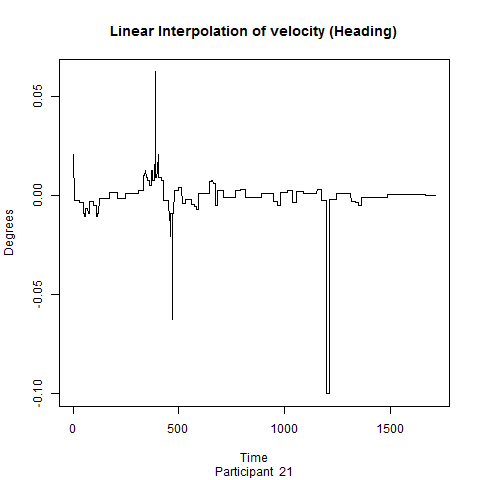 Linear Interpolation of velocity (Heading)
Degrees
0.05
0.00
-0.05
-0.10
0 500 1000 1500
Time
Participant 21